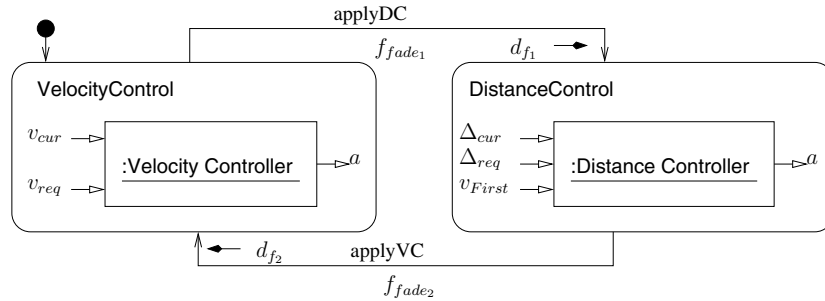 applyDC
f_{fade_1} d_{f_1}
VelocityControl
v_{cur}
v_{req}
:Velocity Controller
a
DistanceControl
Δ_{cur}
Δ_{req}
v_{First}
:Distance Controller
a
d_{f_2} applyVC
f_{fade_2}